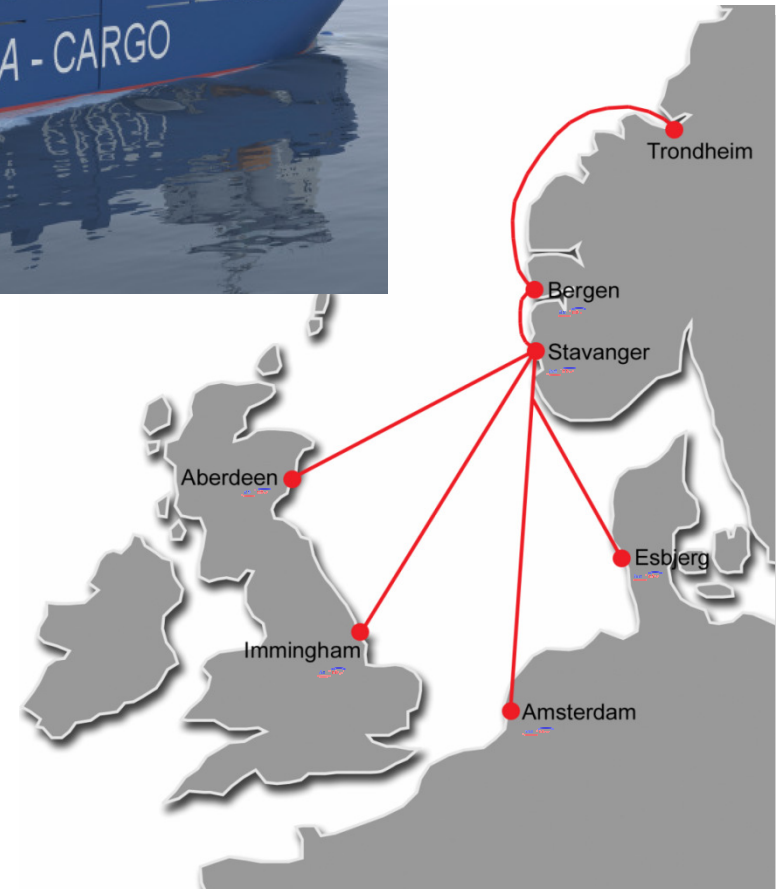 A - CARGO
Trondheim
Bergen
Stavanger
Aberdeen
Esbjerg
Immingham
Amsterdam